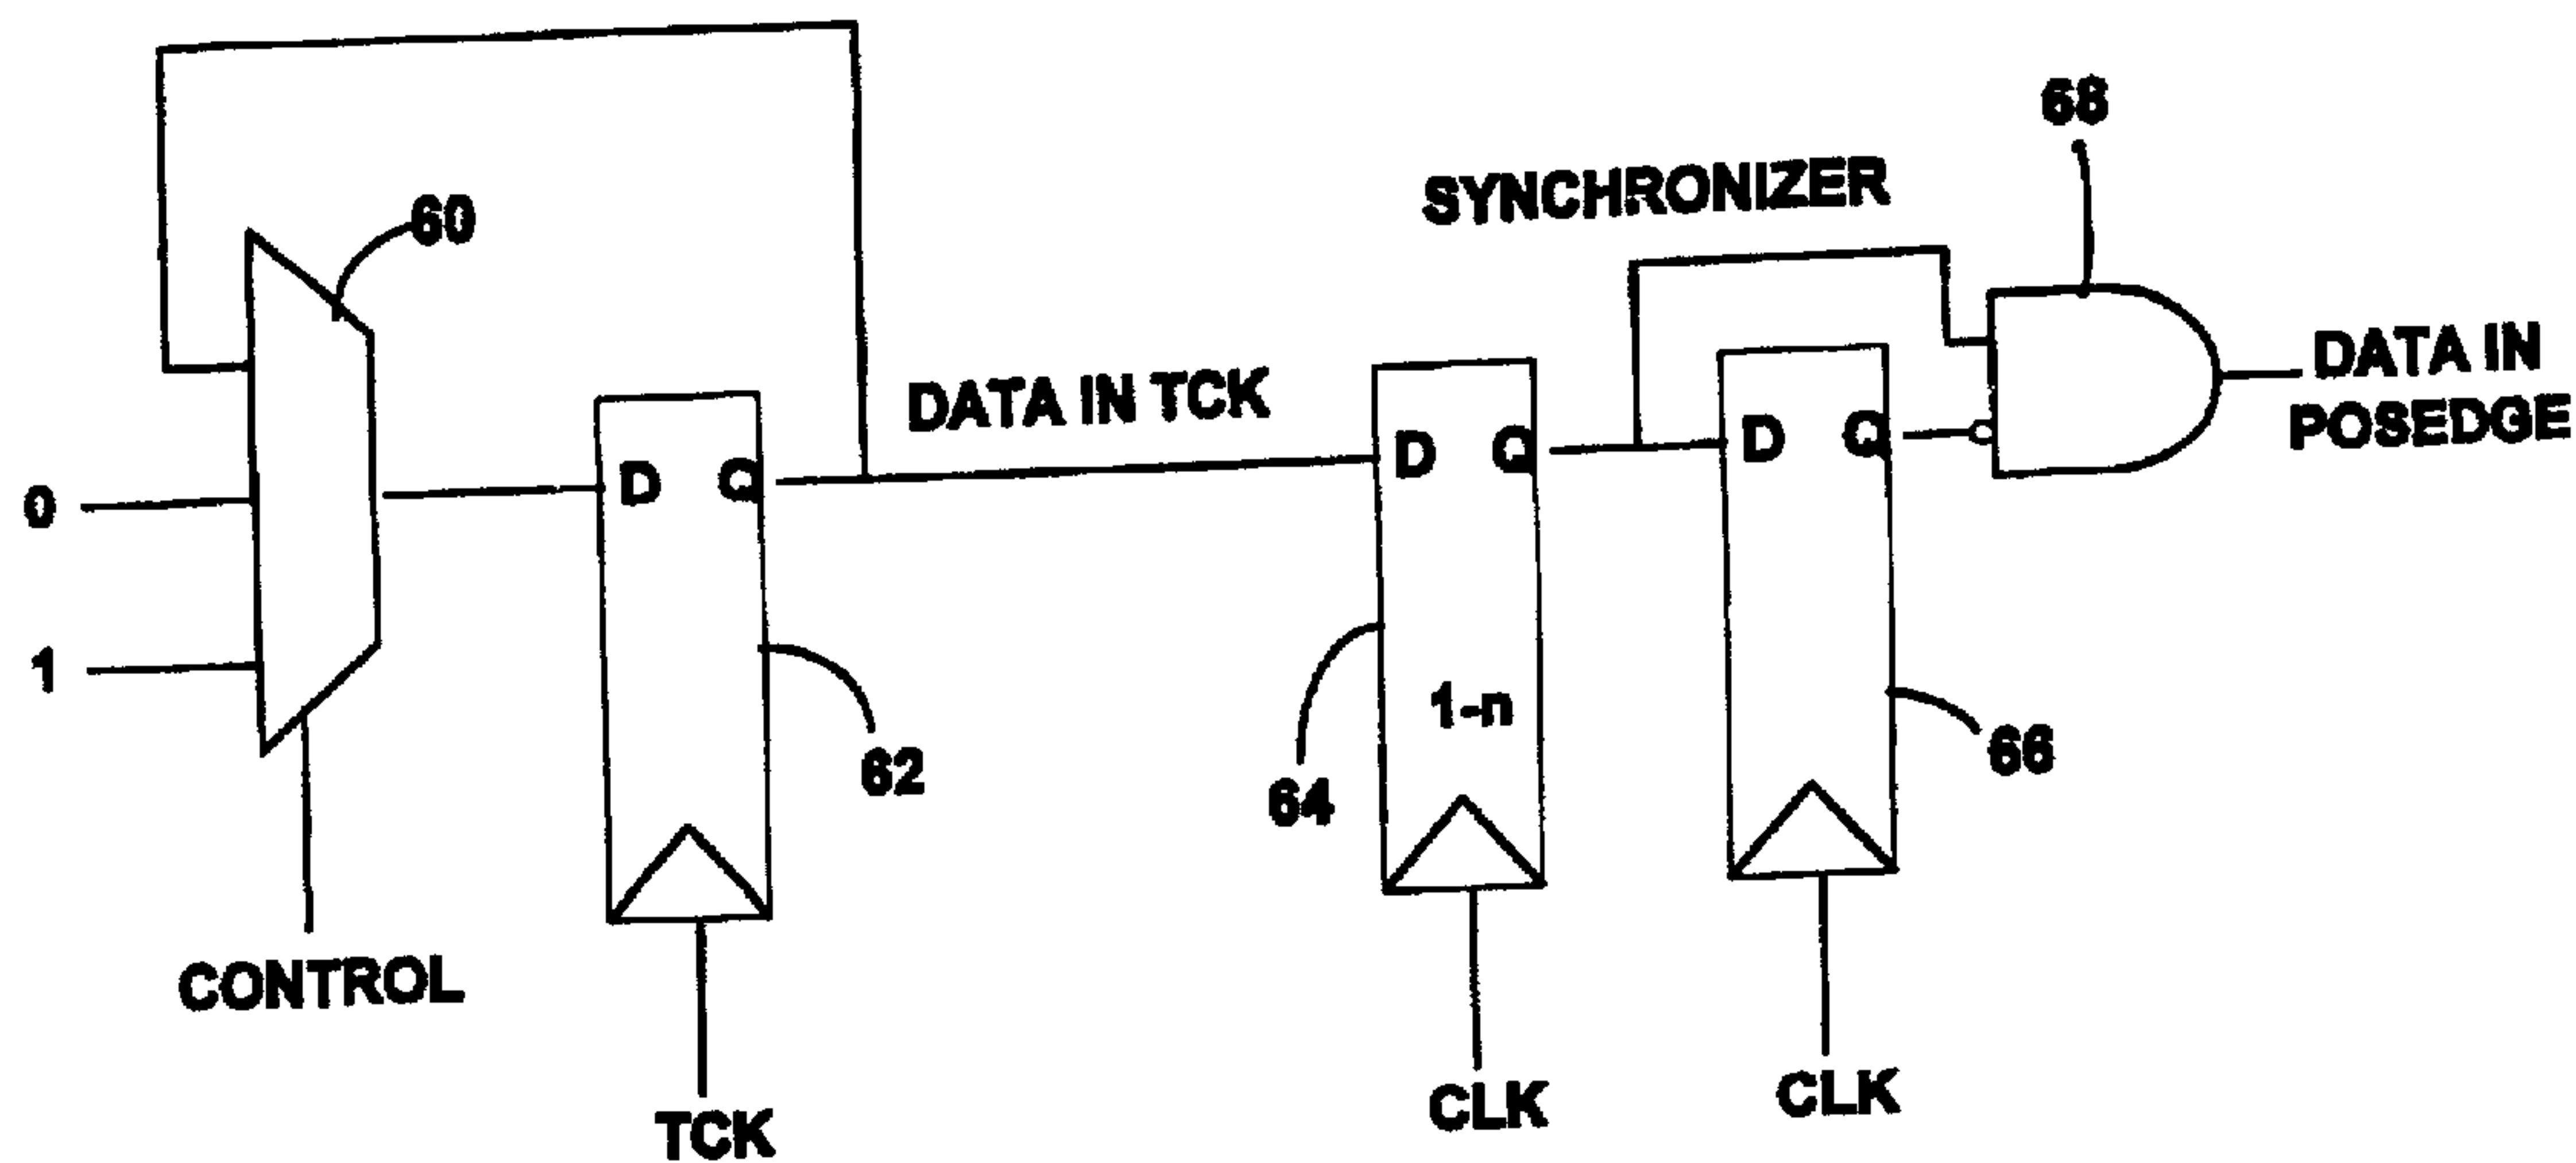 68
SYNCHRONIZER
60
DATA IN
POSEDGE
DATA IN TCK
D Q
D Q
D Q
0
1
1-n
62
64
66
CONTROL
TCK
CLK
CLK